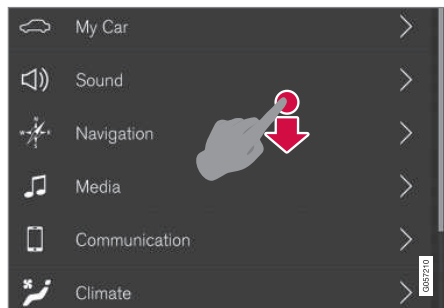 My Car
Sound
Navigation
Media
Communication
Climate
G057210